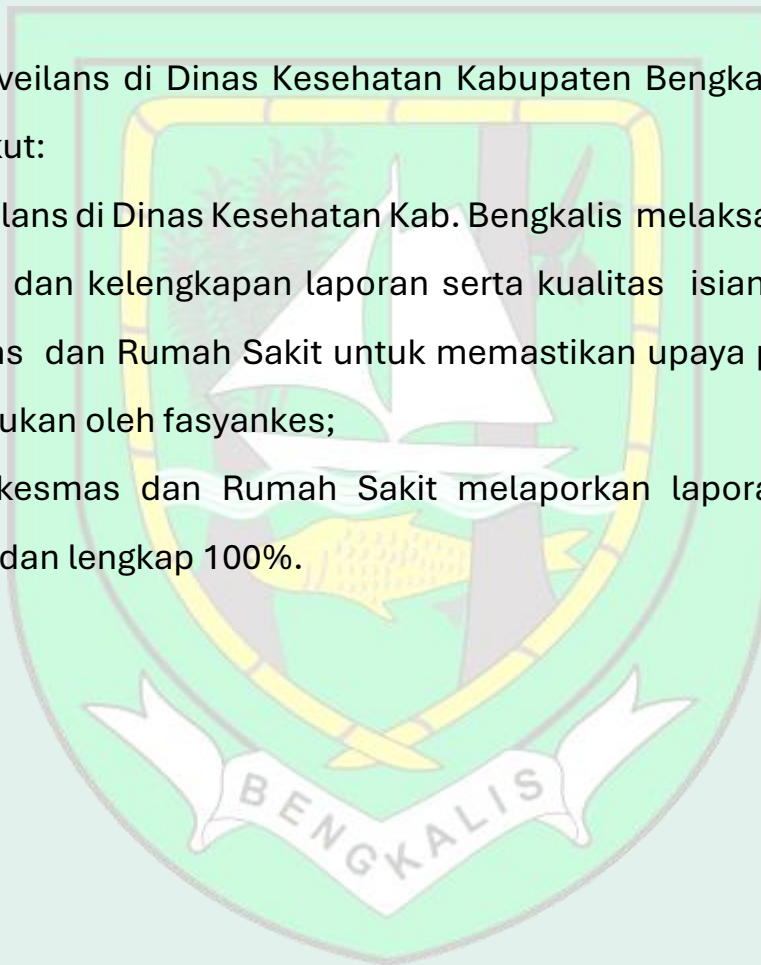 veilans di Dinas Kesehatan Kabupaten Bengka
kut:
lans di Dinas Kesehatan Kab. Bengkalis melaksa
dan kelengkapan laporan serta kualitas isian
as dan Rumah Sakit untuk memastikan upaya p
ukan oleh fasyankes;
kesmas dan Rumah Sakit melaporkan lapora
dan lengkap 100%.
BENGKALIS